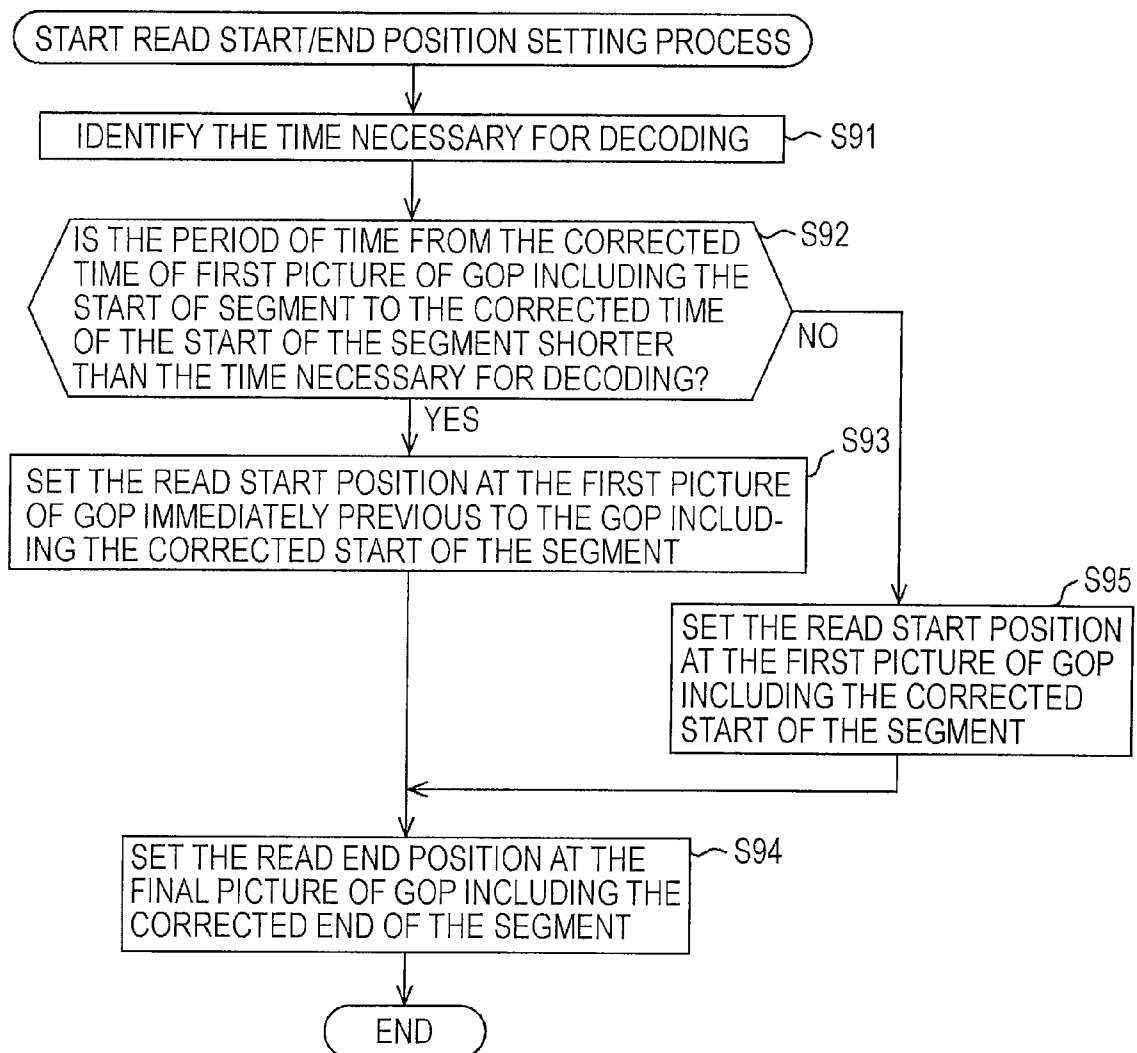 START READ START/END POSITION SETTING PROCESS
IDENTIFY THE TIME NECESSARY FOR DECODING
S91
IS THE PERIOD OF TIME FROM THE CORRECTED
TIME OF FIRST PICTURE OF GOP INCLUDING THE
START OF SEGMENT TO THE CORRECTED TIME
OF THE START OF THE SEGMENT SHORTER
THAN THE TIME NECESSARY FOR DECODING?
S92
NO
YES
S93
SET THE READ START POSITION AT THE FIRST PICTURE
OF GOP IMMEDIATELY PREVIOUS TO THE GOP INCLUD-
ING THE CORRECTED START OF THE SEGMENT
S95
SET THE READ START POSITION
AT THE FIRST PICTURE OF GOP
INCLUDING THE CORRECTED
START OF THE SEGMENT
S94
SET THE READ END POSITION AT THE
FINAL PICTURE OF GOP INCLUDING THE
CORRECTED END OF THE SEGMENT
END